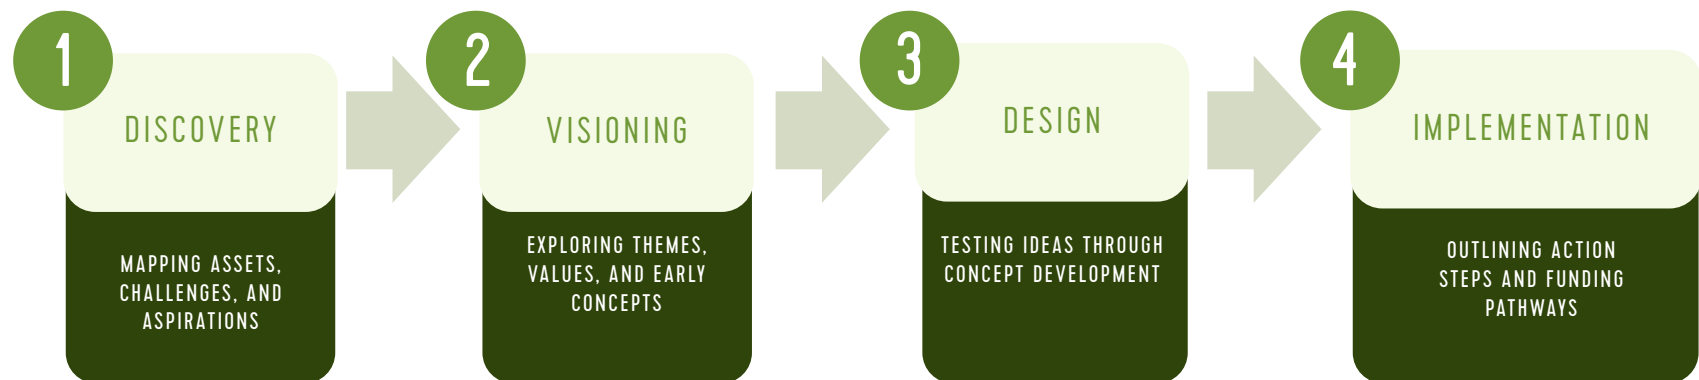 1
DISCOVERY
MAPPING ASSETS,
CHALLENGES, AND
ASPIRATIONS
2
VISIONING
EXPLORING THEMES,
VALUES, AND EARLY
CONCEPTS
3
DESIGN
TESTING IDEAS THROUGH
CONCEPT DEVELOPMENT
4
IMPLEMENTATION
OUTLINING ACTION
STEPS AND FUNDING
PATHWAYS